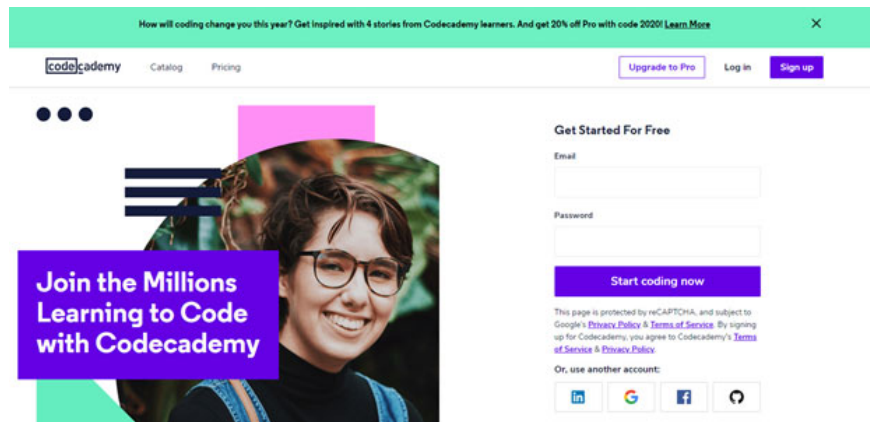 How will coding change you this year? Get inspired with 4 stories from Codecademy learners. And get 20% off Pro with code 2020! Learn More
codecademy
Catalog
Pricing
Upgrade to Pro
Log in
Sign up
Join the Millions
Learning to Code
with Codecademy
Get Started For Free
Email
Password
Start coding now
This page is protected by reCAPTCHA, and subject to
Google's Privacy Policy & Terms of Service. By signing
up for Codecademy, you agree to Codecademy's Terms
of Service & Privacy Policy.
Or, use another account:
in
G
f